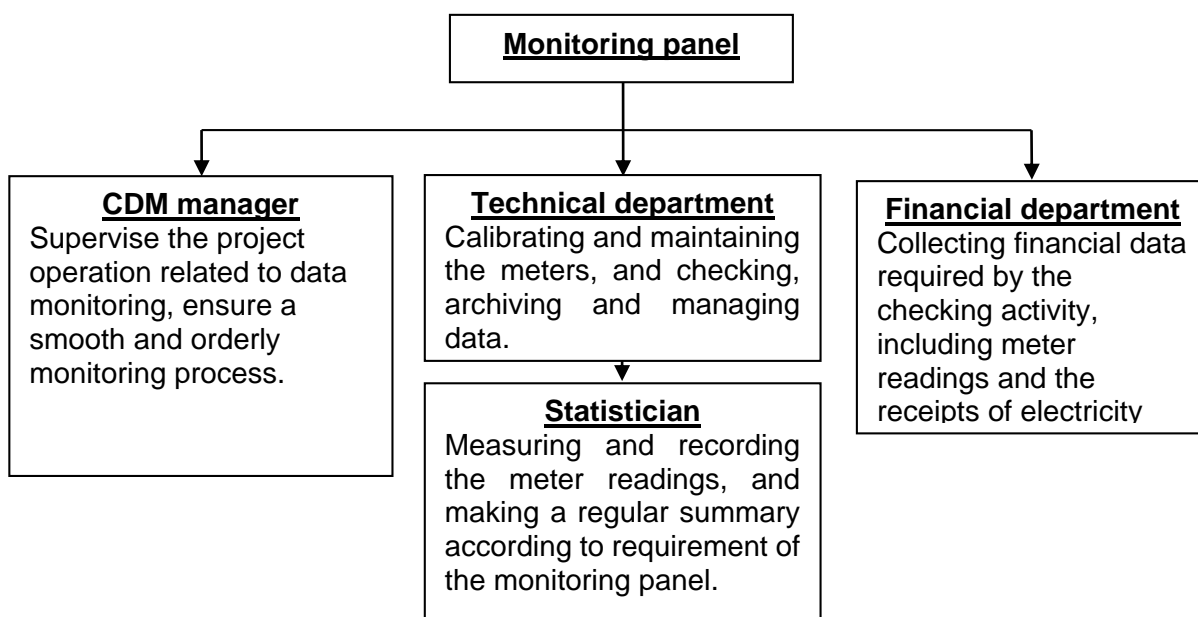 Monitoring panel
CDM manager
Supervise the project
operation related to data
monitoring, ensure a
smooth and orderly
monitoring process.
Technical department
Calibrating and maintaining
the meters, and checking,
archiving and managing
data.
Statistician
Measuring and recording
the meter readings, and
making a regular summary
according to requirement of
the monitoring panel.
Financial department
Collecting financial data
required by the
checking activity,
including meter
readings and the
receipts of electricity